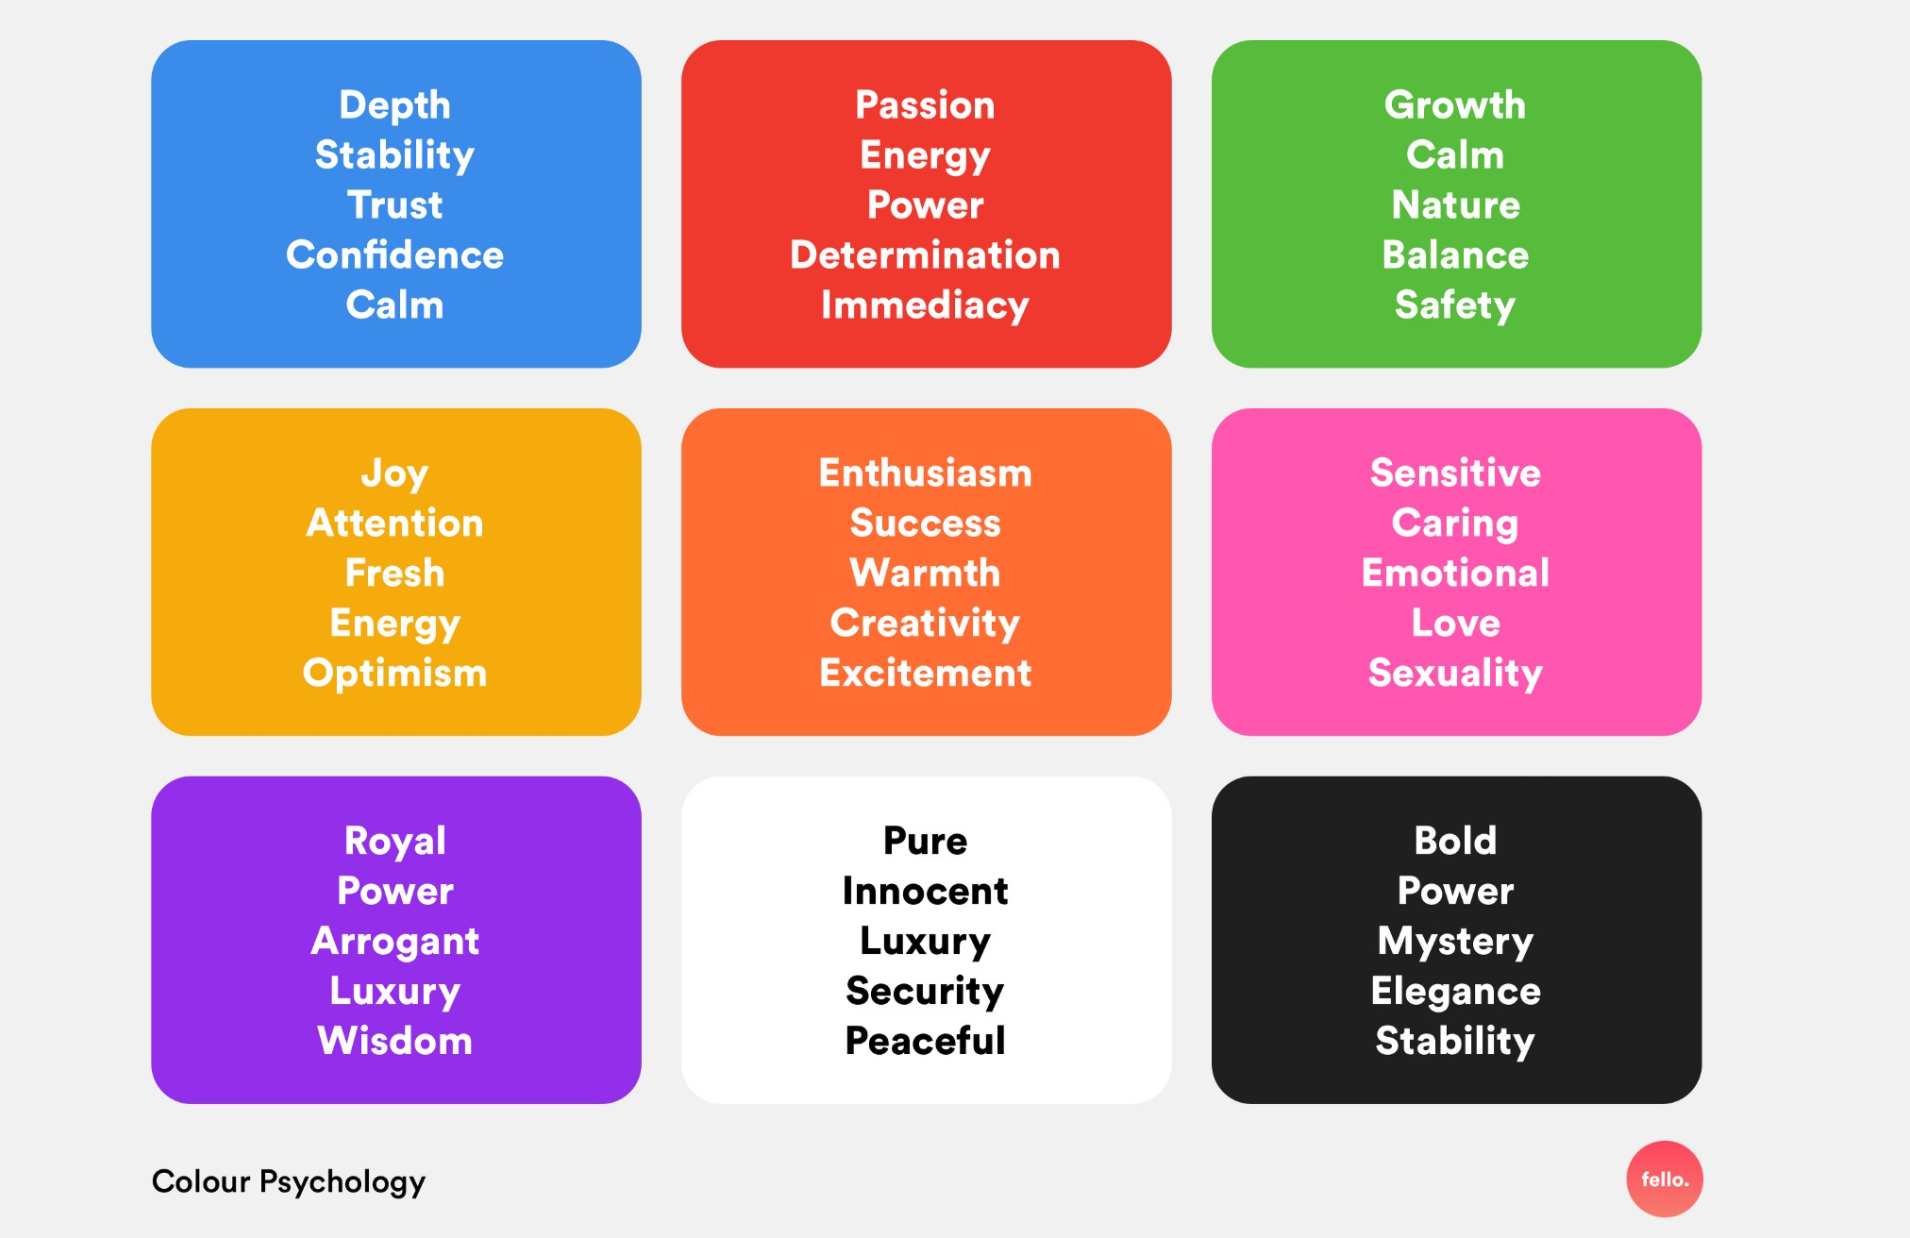 Depth
Stability
Trust
Confidence
Calm
Passion
Energy
Power
Determination
Immediacy
Growth
Calm
Nature
Balance
Safety
Joy
Attention
Fresh
Energy
Optimism
Enthusiasm
Success
Warmth
Creativity
Excitement
Sensitive
Caring
Emotional
Love
Sexuality
Royal
Power
Arrogant
Luxury
Wisdom
Pure
Innocent
Luxury
Security
Peaceful
Bold
Power
Mystery
Elegance
Stability
Colour Psychology
fello.